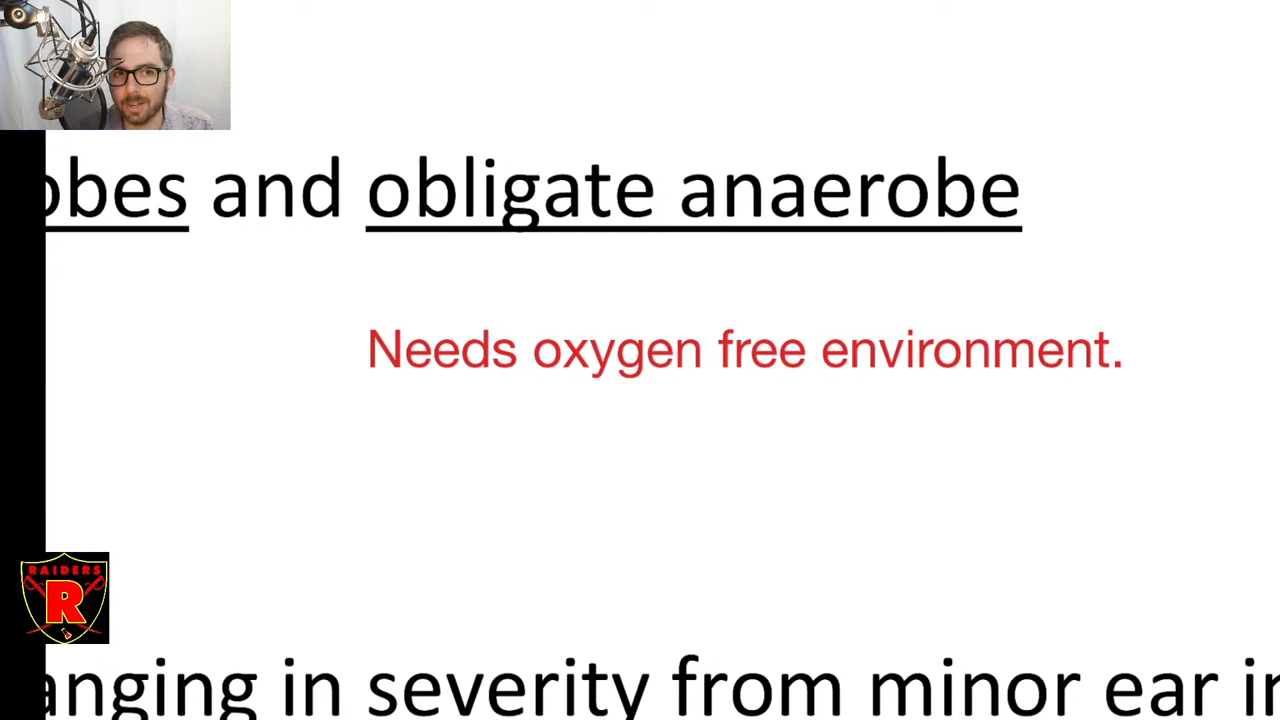 obes and obligate anaerobe
Needs oxygen free environment.
RAIDERS
R
anging in severity from minor ear in